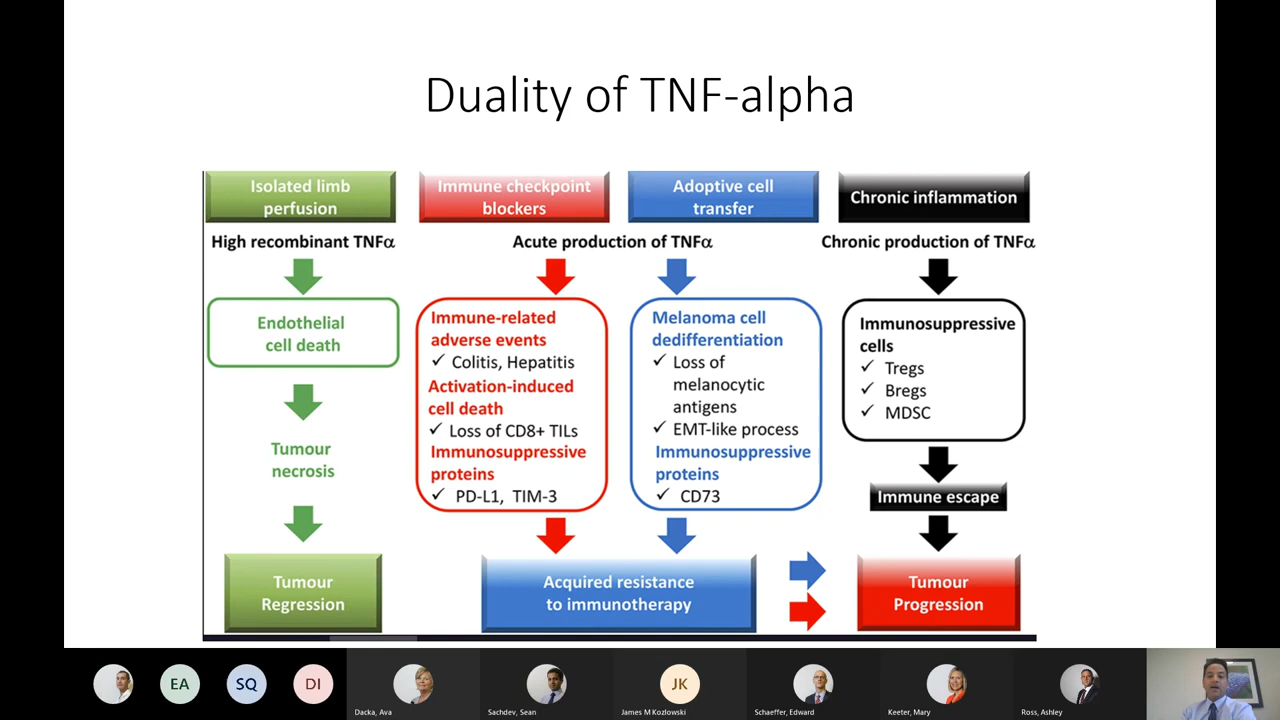 Duality of TNF-alpha
Isolated limb
perfusion
High recombinant TNFα
Endothelial
cell death
Tumour
necrosis
Tumour
Regression
Immune checkpoint
blockers
Adoptive cell
transfer
Acute production of TNFα
Immune-related
adverse events
✓ Colitis, Hepatitis
Activation-induced
cell death
✓ Loss of CD8+ TILs
Immunosuppressive
proteins
✓ PD-L1, TIM-3
Melanoma cell
dedifferentiation
✓ Loss of
melanocytic
antigens
✓ EMT-like process
Immunosuppressive
proteins
✓ CD73
Acquired resistance
to immunotherapy
Chronic inflammation
Chronic production of TNFα
Immunosuppressive
cells
✓ Tregs
✓ Bregs
✓ MDSC
Immune escape
Tumour
Progression
EA
SQ
DI
Dacka, Ava
Sachdev, Sean
JK
James M Kozlowski
Schaeffer, Edward
Keeter, Mary
Ross, Ashley